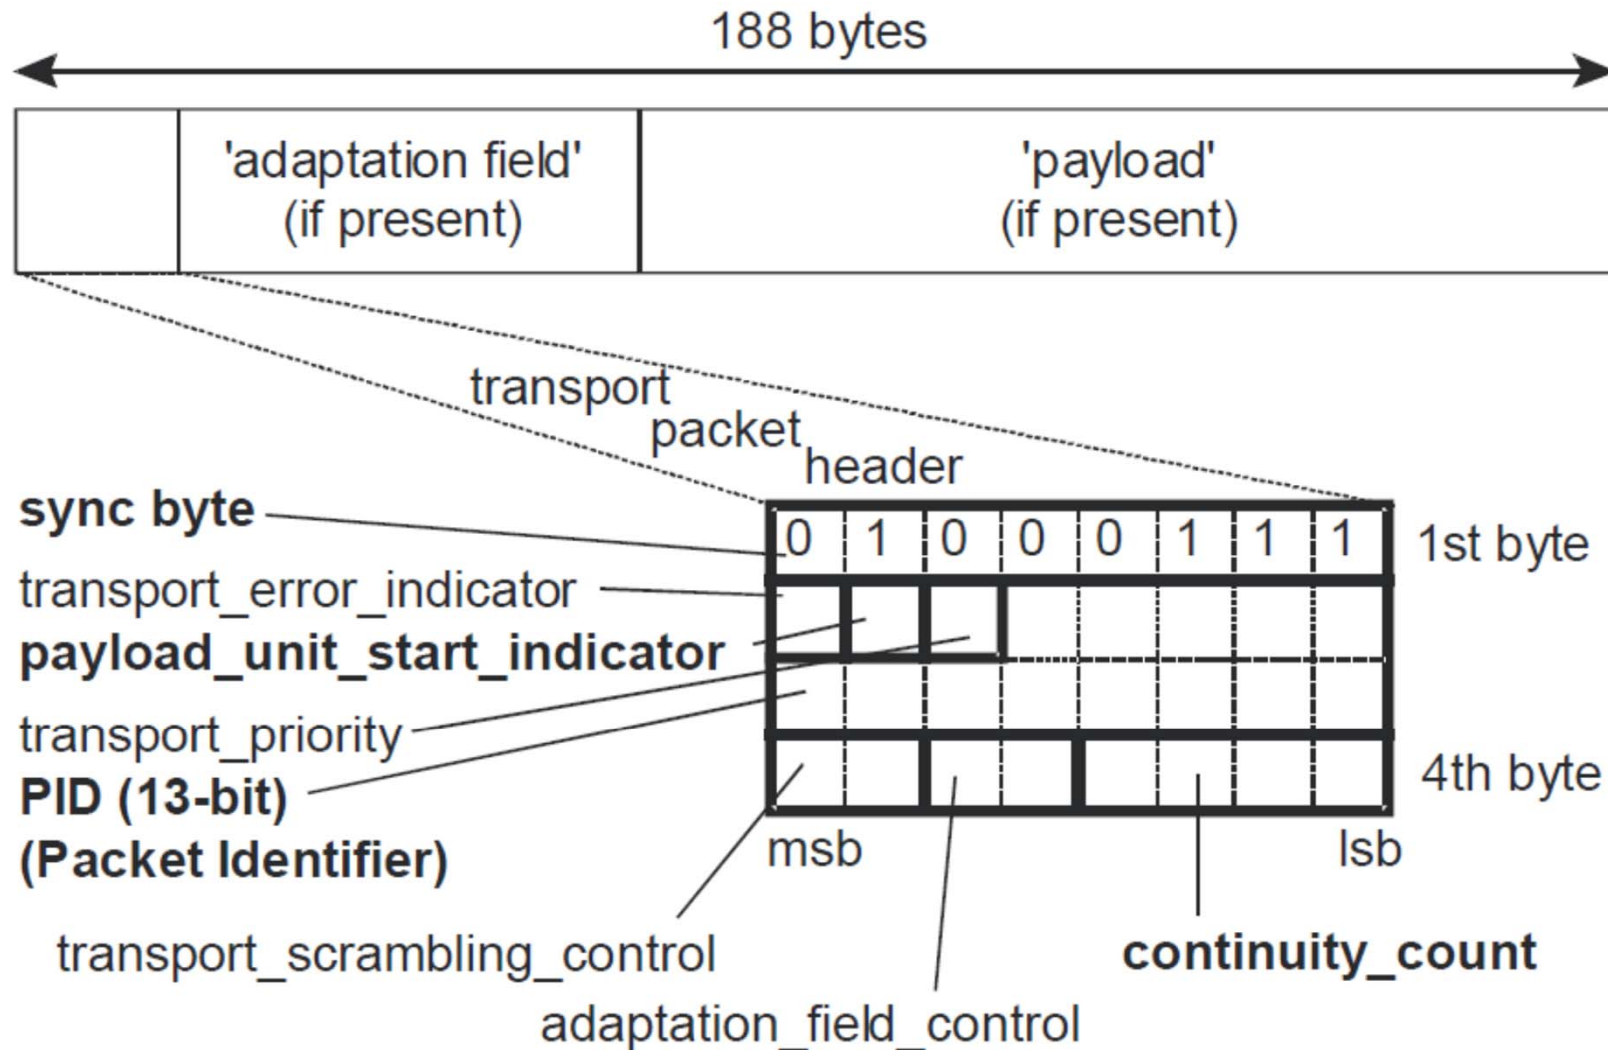 188 bytes
'adaptation field'
(if present)
'payload'
(if present)
transport
packet
header
sync byte
0 1 0 0 0 1 1 1
1st byte
transport_error_indicator
payload_unit_start_indicator
transport_priority
PID (13-bit)
(Packet Identifier)
4th byte
msb
lsb
transport_scrambling_control
continuity_count
adaptation_field_control